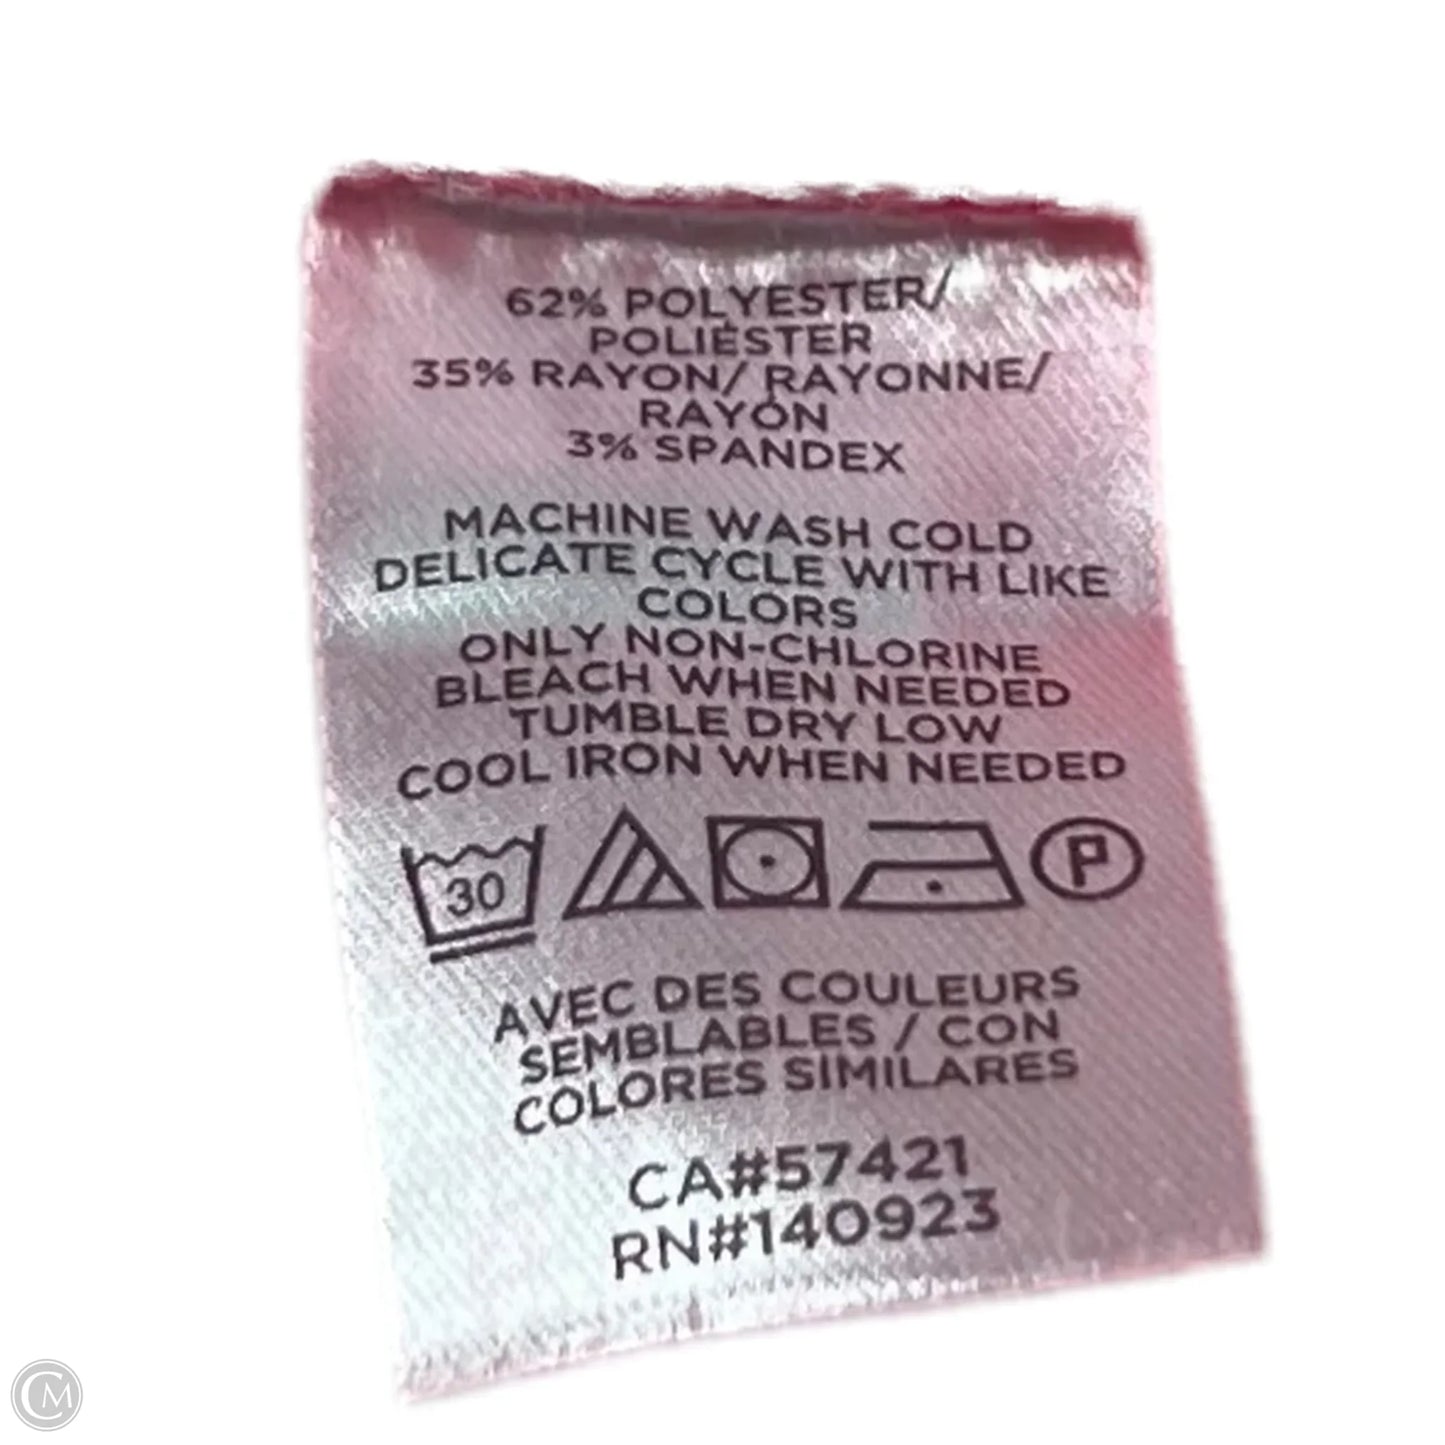 62% POLYESTER/
POLIÉSTER
35% RAYON/ RAYONNE/
RAYÓN
3% SPANDEX
MACHINE WASH COLD
DELICATE CYCLE WITH LIKE
COLORS
ONLY NON-CHLORINE
BLEACH WHEN NEEDED
TUMBLE DRY LOW
COOL IRON WHEN NEEDED
30 P
AVEC DES COULEURS
SEMBLABLES / CON
COLORES SIMILARES
CA#57421
RN#140923
CM